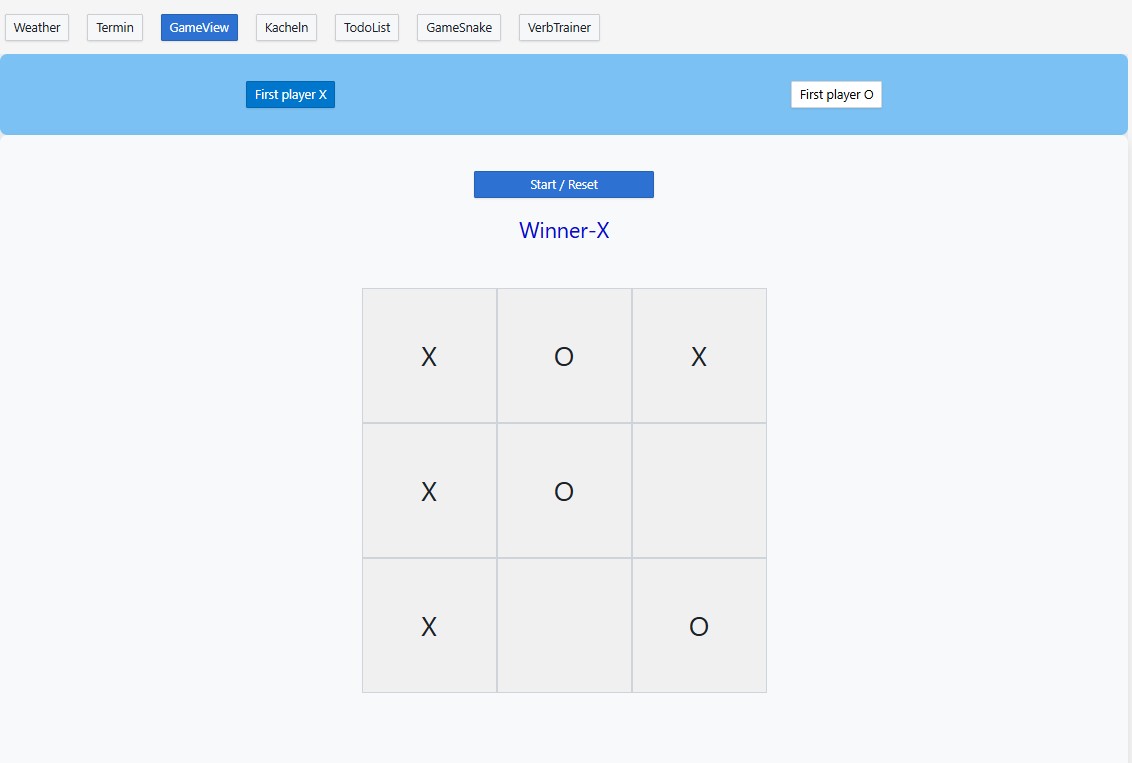 Weather Termin GameView Kacheln TodoList GameSnake VerbTrainer
First player X First player O
Start / Reset
Winner-X
X O X
X O
X O